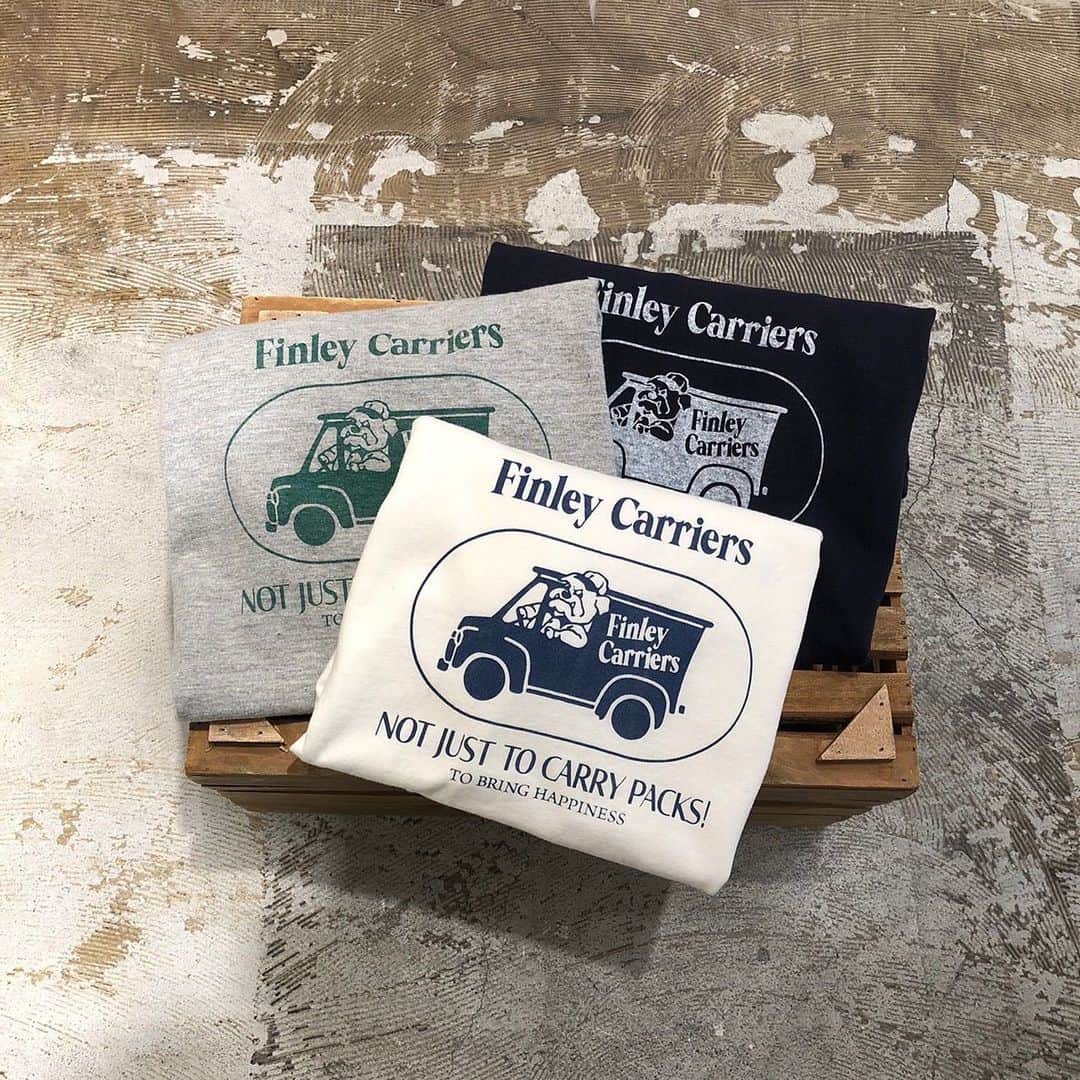 Finley Carriers
NOT JUST
TO
Finley Carriers
Finley
Carriers
Finley Carriers
Finley
Carriers
NOT JUST TO CARRY PACKS!
TO BRING HAPPINESS